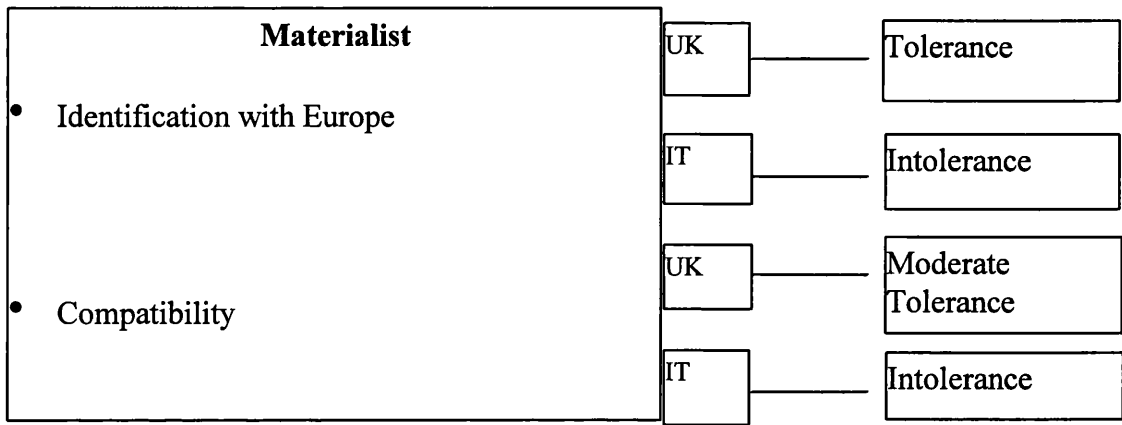 Materialist
• Identification with Europe
UK
Tolerance
IT
Intolerance
• Compatibility
UK
Moderate
Tolerance
IT
Intolerance